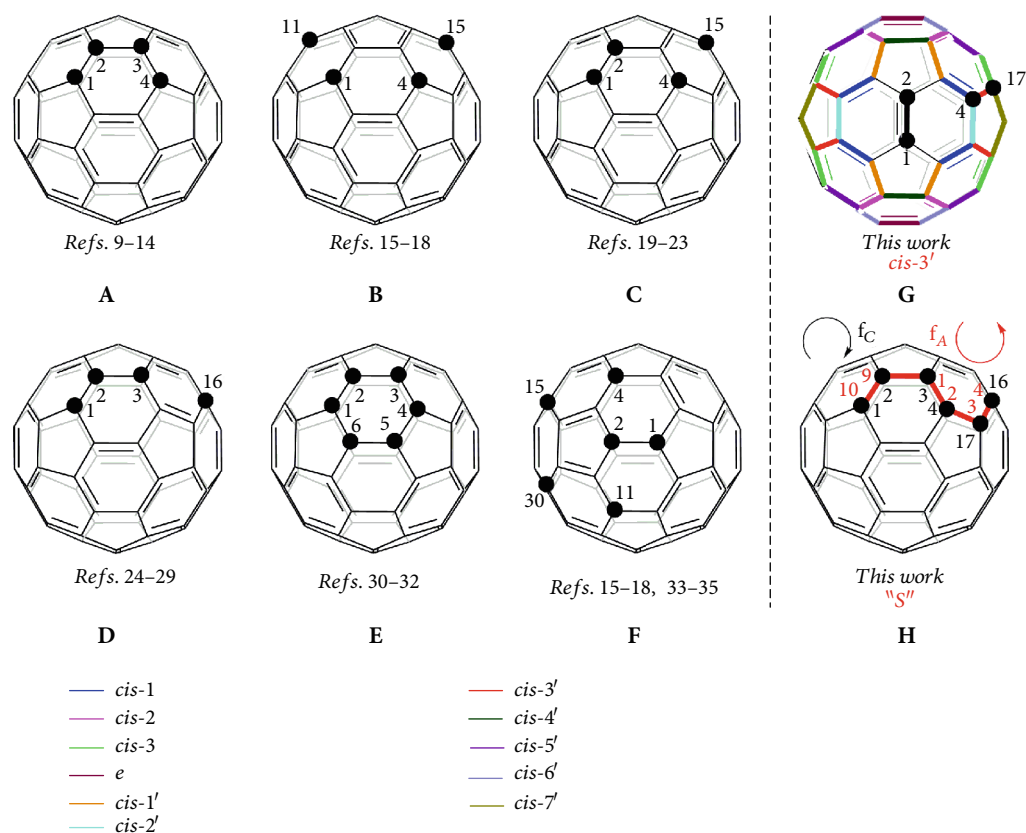 2 3
1 4
Refs. 9–14
A
11 15
1 4
Refs. 15–18
B
15
2
1 4
Refs. 19–23
C
17
2
4
1
This work
cis-3′
G
16
2 3
1
Refs. 24–29
D
2 3
1 4
6 5
Refs. 30–32
E
15
4
2 1
30 11
Refs. 15–18, 33–35
F
f_C f_A
9 1 16
10 2 3 2 4
1 4 3
17
This work
"S"
H
cis-1
cis-2
cis-3
e
cis-1′
cis-2′
cis-3′
cis-4′
cis-5′
cis-6′
cis-7′